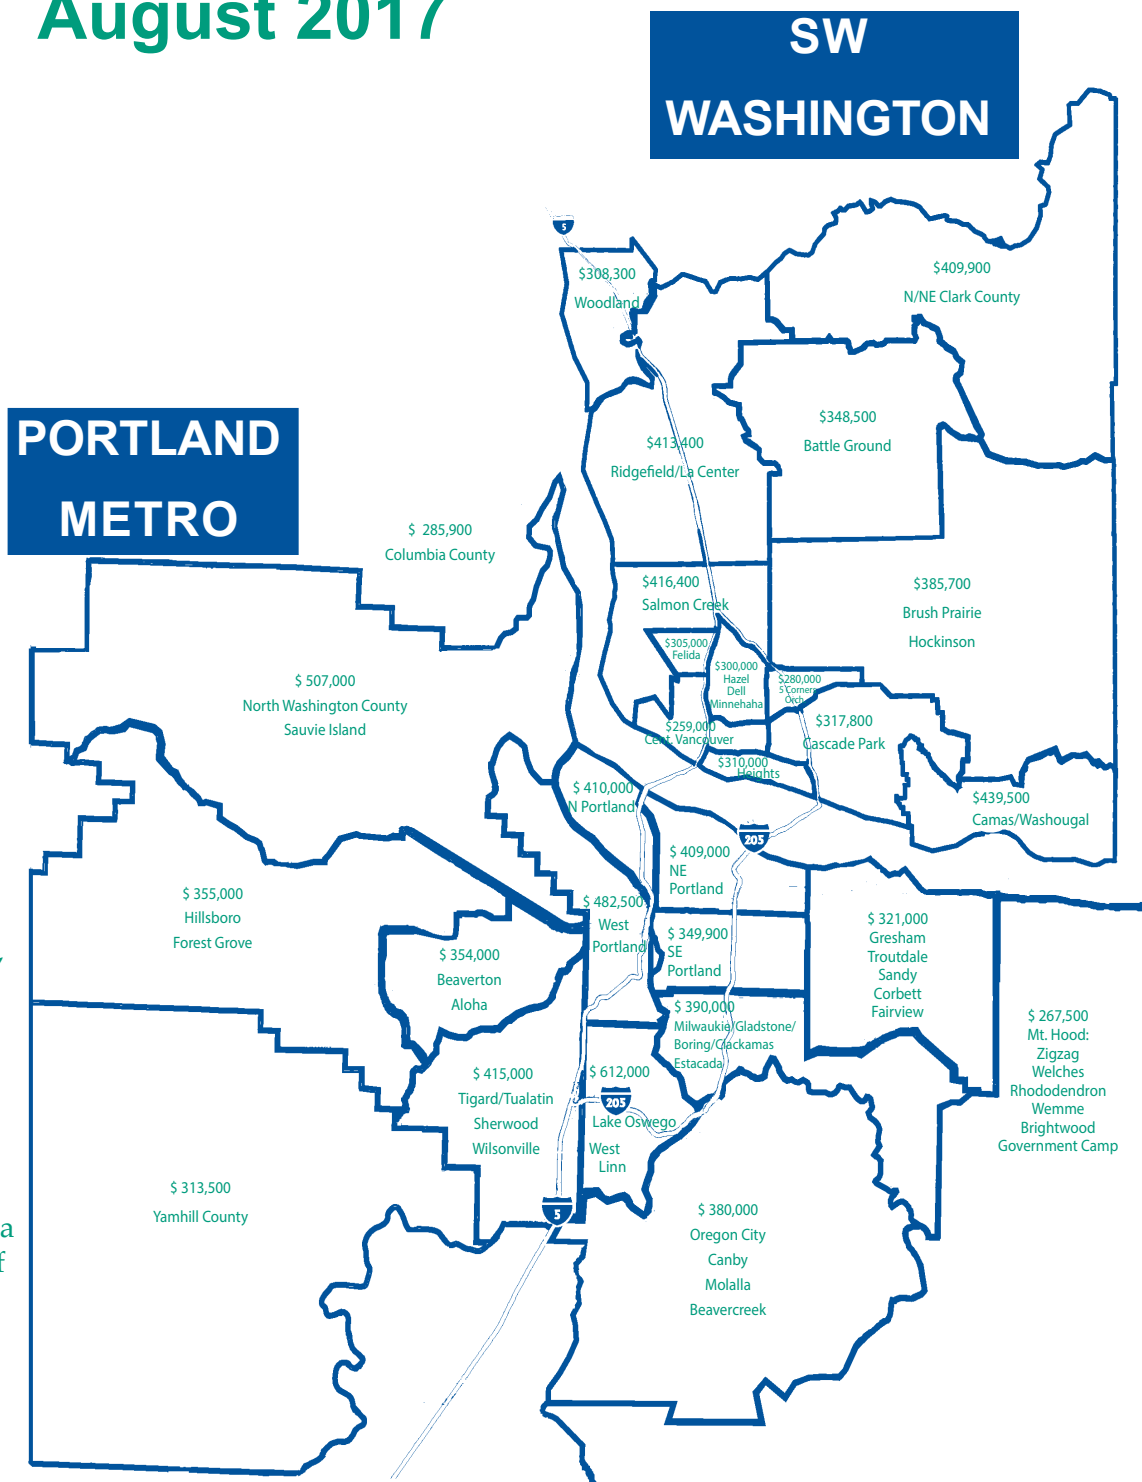 August 2017
SW
WASHINGTON
5
$308,300
Woodland
$409,900
N/NE Clark County
$348,500
Battle Ground
$413,400
Ridgefield/La Center
PORTLAND
METRO
$ 285,900
Columbia County
$416,400
Salmon Creek
$385,700
Brush Prairie
Hockinson
$305,000
Felida
$300,000
Hazel
Dell
Minnehaha
$280,000
5 Corners
Orch.
$ 507,000
North Washington County
Sauvie Island
$259,000
Cent. Vancouver
$317,800
Cascade Park
$310,000
Heights
$439,500
Camas/Washougal
$ 410,000
N Portland
205
$ 409,000
NE
Portland
$ 355,000
Hillsboro
Forest Grove
$ 482,500
West
Portland
$ 349,900
SE
Portland
$ 321,000
Gresham
Troutdale
Sandy
Corbett
Fairview
$ 354,000
Beaverton
Aloha
y
$ 390,000
Milwaukie/Gladstone/
Boring/Clackamas
Estacada
$ 267,500
Mt. Hood:
Zigzag
Welches
Rhododendron
Wemme
Brightwood
Government Camp
$ 415,000
Tigard/Tualatin
Sherwood
Wilsonville
$ 612,000
205
Lake Oswego
West
Linn
$ 313,500
Yamhill County
a
f
5
$ 380,000
Oregon City
Canby
Molalla
Beavercreek